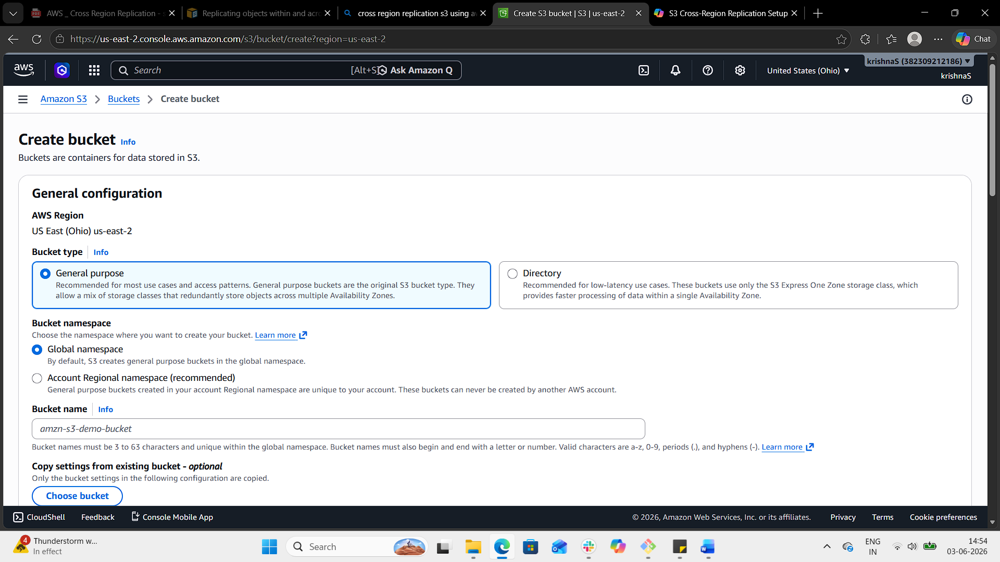 AWS _ Cross Region Replication - s
Replicating objects within and acro
cross region replication s3 using aw
Create S3 bucket | S3 | us-east-2
S3 Cross-Region Replication Setup
https://us-east-2.console.aws.amazon.com/s3/bucket/create?region=us-east-2
Chat
aws
Search
[Alt+S]
Ask Amazon Q
United States (Ohio)
krishnaS (382309212186)
krishnaS
Amazon S3
Buckets
Create bucket
Create bucket Info
Buckets are containers for data stored in S3.
General configuration
AWS Region
US East (Ohio) us-east-2
Bucket type Info
General purpose
Recommended for most use cases and access patterns. General purpose buckets are the original S3 bucket type. They
allow a mix of storage classes that redundantly store objects across multiple Availability Zones.
Directory
Recommended for low-latency use cases. These buckets use only the S3 Express One Zone storage class, which
provides faster processing of data within a single Availability Zone.
Bucket namespace
Choose the namespace where you want to create your bucket. Learn more
Global namespace
By default, S3 creates general purpose buckets in the global namespace.
Account Regional namespace (recommended)
General purpose buckets created in your account Regional namespace are unique to your account. These buckets can never be created by another AWS account.
Bucket name Info
amzn-s3-demo-bucket
Bucket names must be 3 to 63 characters and unique within the global namespace. Bucket names must also begin and end with a letter or number. Valid characters are a-z, 0-9, periods (.), and hyphens (-). Learn more
Copy settings from existing bucket - optional
Only the bucket settings in the following configuration are copied.
Choose bucket
CloudShell
Feedback
Console Mobile App
© 2026, Amazon Web Services, Inc. or its affiliates.
Privacy
Terms
Cookie preferences
4
Thunderstorm w...
In effect
Search
ENG
IN
14:54
03-06-2026